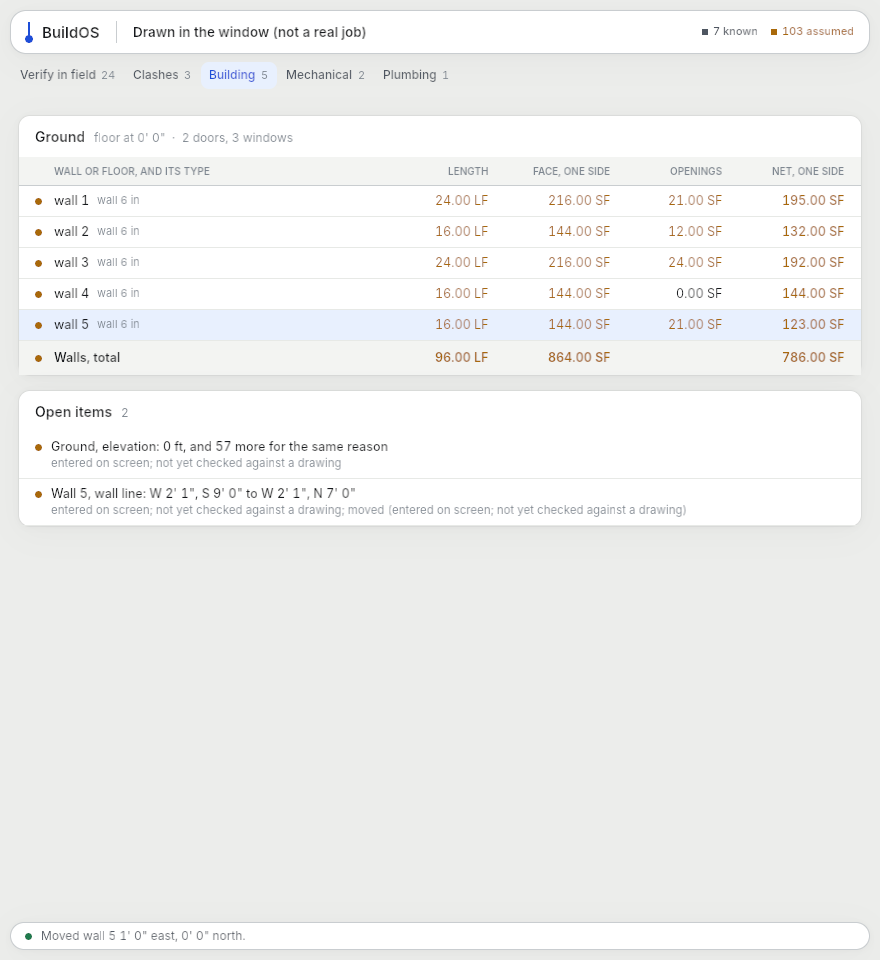 BuildOS Drawn in the window (not a real job) 7 known 103 assumed
Verify in field 24 Clashes 3 Building 5 Mechanical 2 Plumbing 1
Ground floor at 0' 0" · 2 doors, 3 windows
WALL OR FLOOR, AND ITS TYPE LENGTH FACE, ONE SIDE OPENINGS NET, ONE SIDE
wall 1 wall 6 in 24.00 LF 216.00 SF 21.00 SF 195.00 SF
wall 2 wall 6 in 16.00 LF 144.00 SF 12.00 SF 132.00 SF
wall 3 wall 6 in 24.00 LF 216.00 SF 24.00 SF 192.00 SF
wall 4 wall 6 in 16.00 LF 144.00 SF 0.00 SF 144.00 SF
wall 5 wall 6 in 16.00 LF 144.00 SF 21.00 SF 123.00 SF
Walls, total 96.00 LF 864.00 SF 786.00 SF
Open items 2
Ground, elevation: 0 ft, and 57 more for the same reason
entered on screen; not yet checked against a drawing
Wall 5, wall line: W 2' 1", S 9' 0" to W 2' 1", N 7' 0"
entered on screen; not yet checked against a drawing; moved (entered on screen; not yet checked against a drawing)
Moved wall 5 1' 0" east, 0' 0" north.